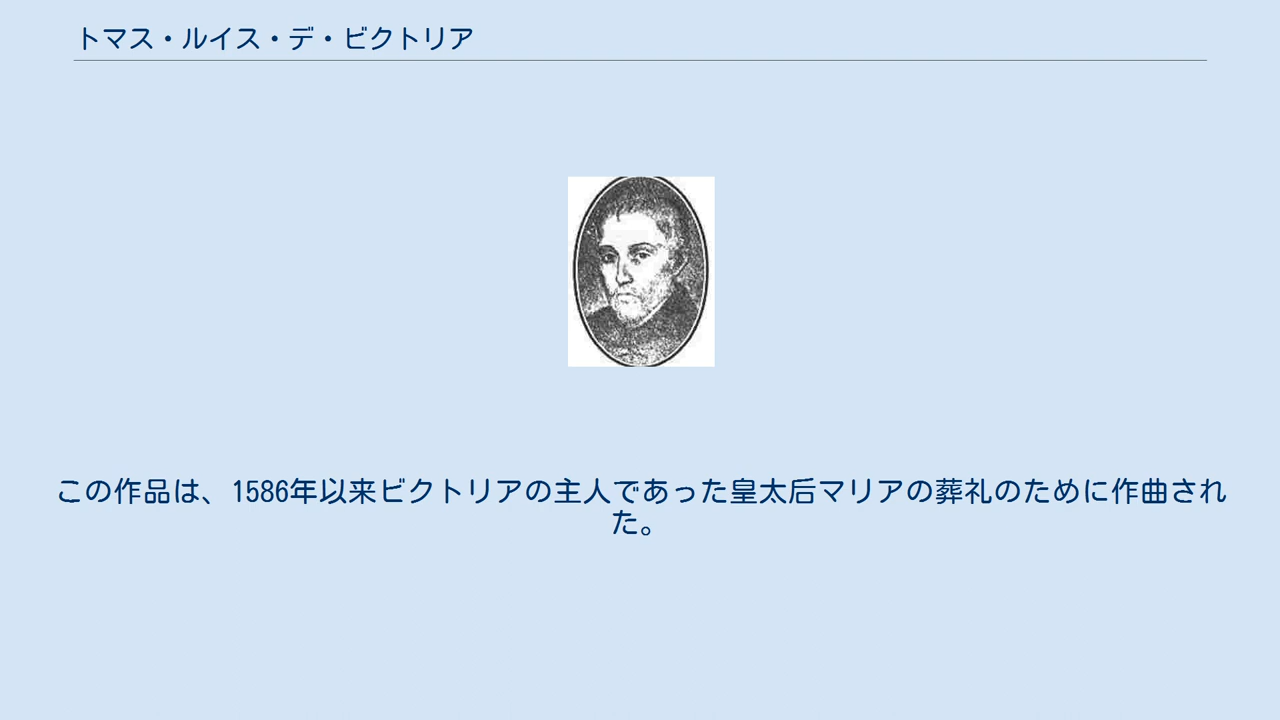 トマス・ルイス・デ・ビクトリア
この作品は、1586年以来ビクトリアの主人であった皇太后マリアの葬礼のために作曲され
た。